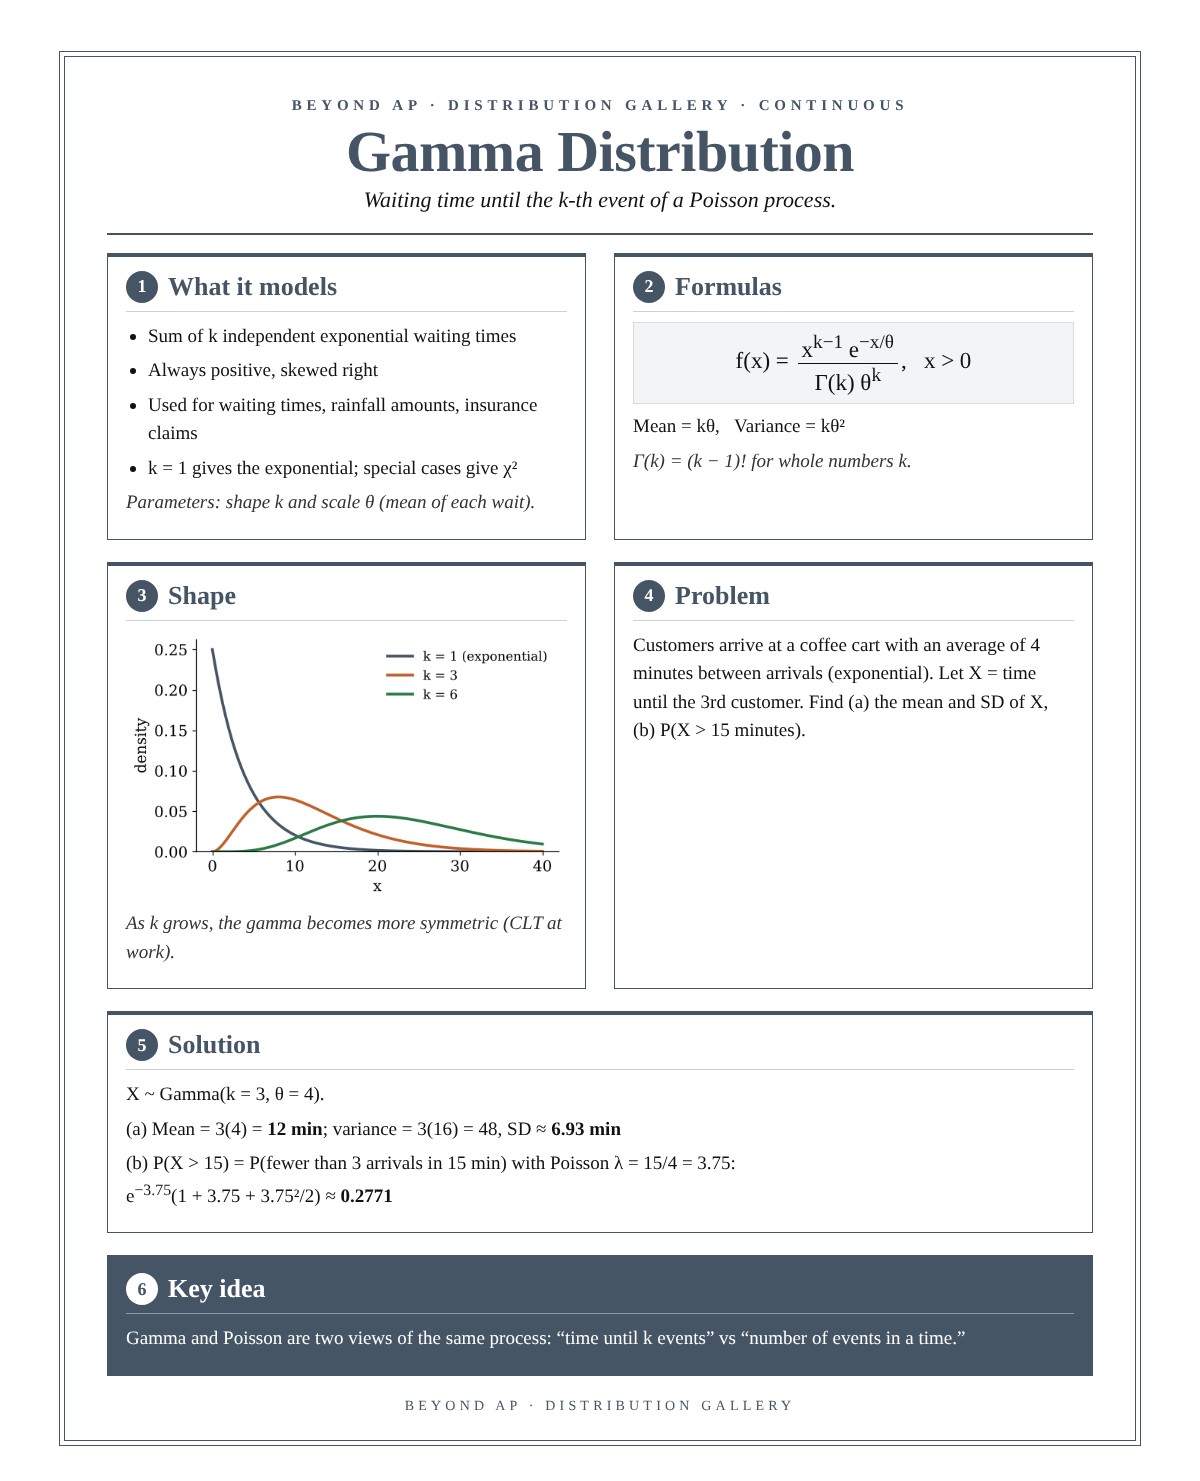 BEYOND AP · DISTRIBUTION GALLERY · CONTINUOUS
Gamma Distribution
Waiting time until the k-th event of a Poisson process.
1 What it models
• Sum of k independent exponential waiting times
• Always positive, skewed right
• Used for waiting times, rainfall amounts, insurance
claims
• k = 1 gives the exponential; special cases give χ²
Parameters: shape k and scale θ (mean of each wait).
2 Formulas
f(x) = x^(k−1) e^(−x/θ) / Γ(k) θ^k, x > 0
Mean = kθ, Variance = kθ²
Γ(k) = (k − 1)! for whole numbers k.
3 Shape
0.25
0.20
0.15
0.10
0.05
0.00
density
k = 1 (exponential)
k = 3
k = 6
0 10 20 30 40
x
As k grows, the gamma becomes more symmetric (CLT at
work).
4 Problem
Customers arrive at a coffee cart with an average of 4
minutes between arrivals (exponential). Let X = time
until the 3rd customer. Find (a) the mean and SD of X,
(b) P(X > 15 minutes).
5 Solution
X ~ Gamma(k = 3, θ = 4).
(a) Mean = 3(4) = 12 min; variance = 3(16) = 48, SD ≈ 6.93 min
(b) P(X > 15) = P(fewer than 3 arrivals in 15 min) with Poisson λ = 15/4 = 3.75:
e^−3.75(1 + 3.75 + 3.75²/2) ≈ 0.2771
6 Key idea
Gamma and Poisson are two views of the same process: “time until k events” vs “number of events in a time.”
BEYOND AP · DISTRIBUTION GALLERY